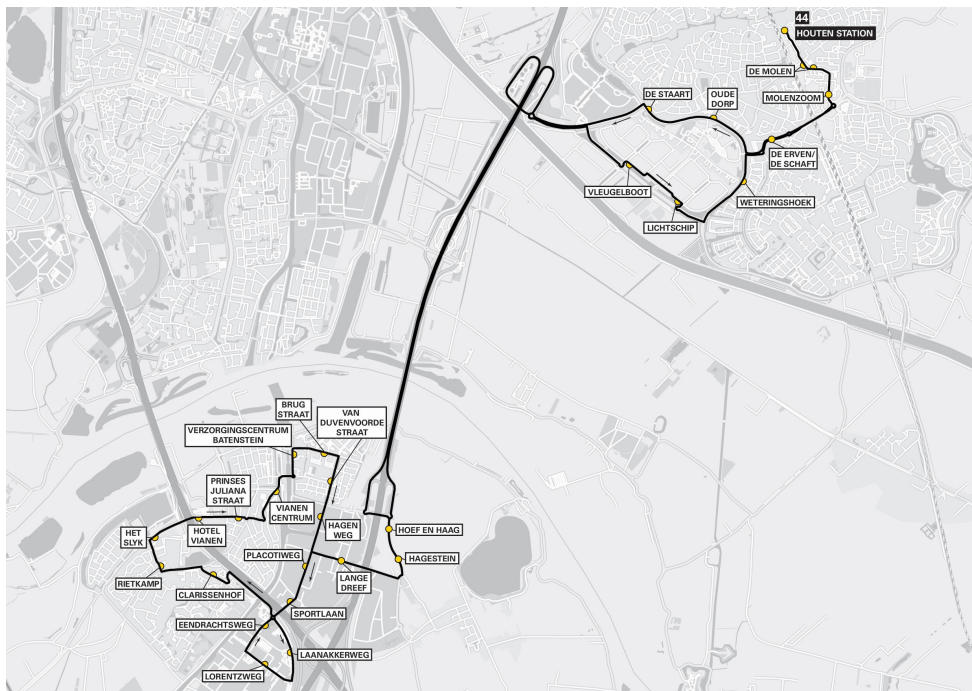 44
HOUTEN STATION
DE MOLEN
MOLENZOOM
DE STAART
OUDE
DORP
DE ERVEN/
DE SCHAFT
VLEUGELBOOT
WETERINGSHOEK
LICHTSCHIP
BRUG
STRAAT
VAN
DUVENVOORDE
STRAAT
VERZORGINGSCENTRUM
BATENSTEIN
PRINSES
JULIANA
STRAAT
VIANEN
CENTRUM
HAGEN
WEG
HOEF EN HAAG
HET
SLYK
HOTEL
VIANEN
PLACOTIWEG
HAGESTEIN
RIETKAMP
LANGE
DREEF
CLARISSENHOF
SPORTLAAN
EENDRACHTSWEG
LAANAKKERWEG
LORENTZWEG